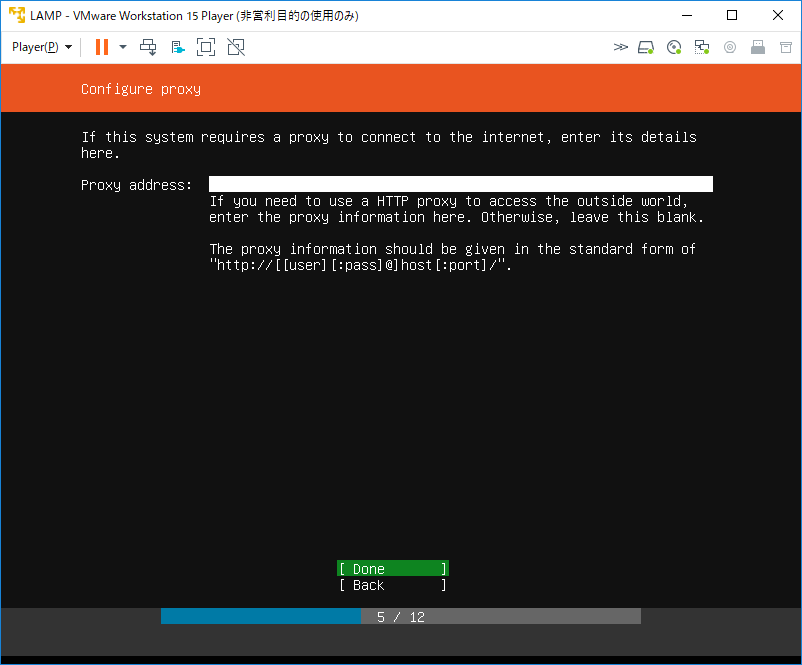 LAMP - VMware Workstation 15 Player (非営利目的の使用のみ)
Player(P)
Configure proxy
If this system requires a proxy to connect to the internet, enter its details
here.
Proxy address:
If you need to use a HTTP proxy to access the outside world,
enter the proxy information here. Otherwise, leave this blank.
The proxy information should be given in the standard form of
"http://[[user][:pass]@]host[:port]/".
[ Done ]
[ Back ]
5 / 12